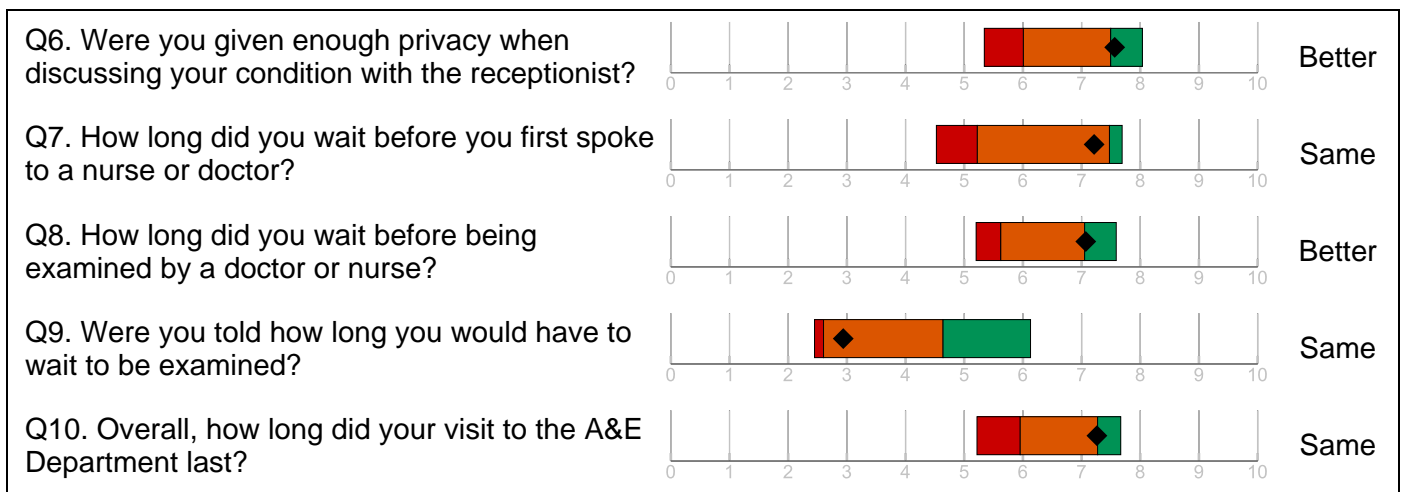 Q6. Were you given enough privacy when
discussing your condition with the receptionist?
0 1 2 3 4 5 6 7 8 9 10
Better
Q7. How long did you wait before you first spoke
to a nurse or doctor?
0 1 2 3 4 5 6 7 8 9 10
Same
Q8. How long did you wait before being
examined by a doctor or nurse?
0 1 2 3 4 5 6 7 8 9 10
Better
Q9. Were you told how long you would have to
wait to be examined?
0 1 2 3 4 5 6 7 8 9 10
Same
Q10. Overall, how long did your visit to the A&E
Department last?
0 1 2 3 4 5 6 7 8 9 10
Same